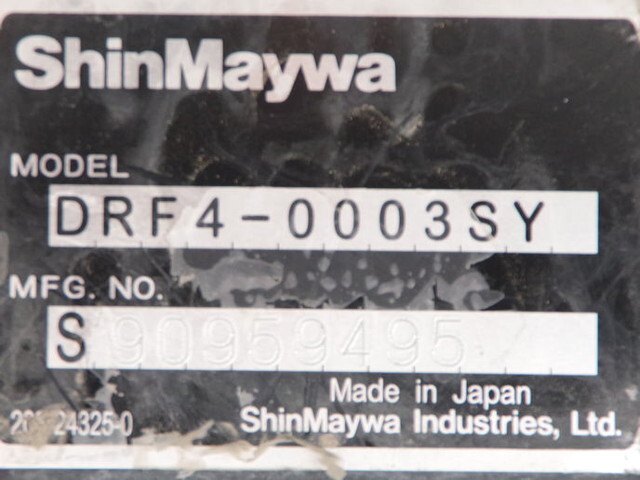 ShinMaywa
MODEL
DRF4-0003SY
MFG. NO.
S 90959495
Made in Japan
ShinMaywa Industries, Ltd.